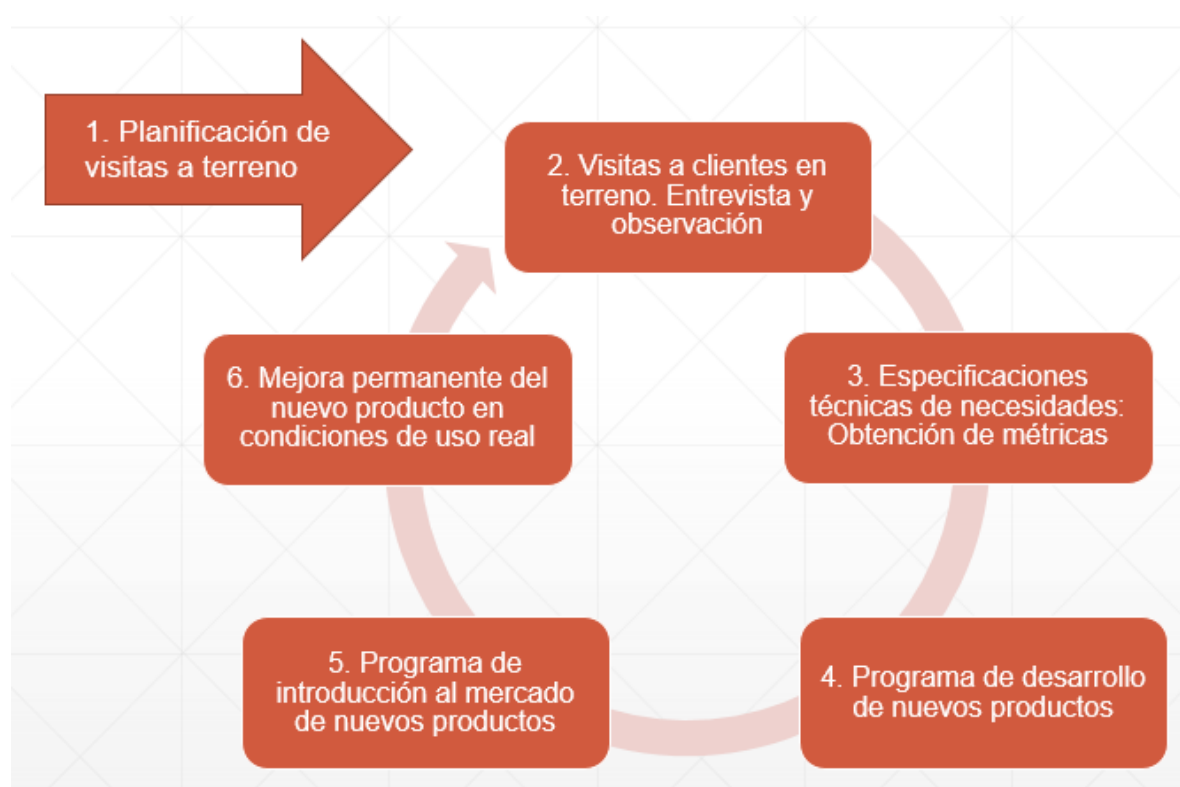 1. Planificación de
visitas a terreno
2. Visitas a clientes en
terreno. Entrevista y
observación
3. Especificaciones
técnicas de necesidades:
Obtención de métricas
4. Programa de desarrollo
de nuevos productos
5. Programa de
introducción al mercado
de nuevos productos
6. Mejora permanente del
nuevo producto en
condiciones de uso real